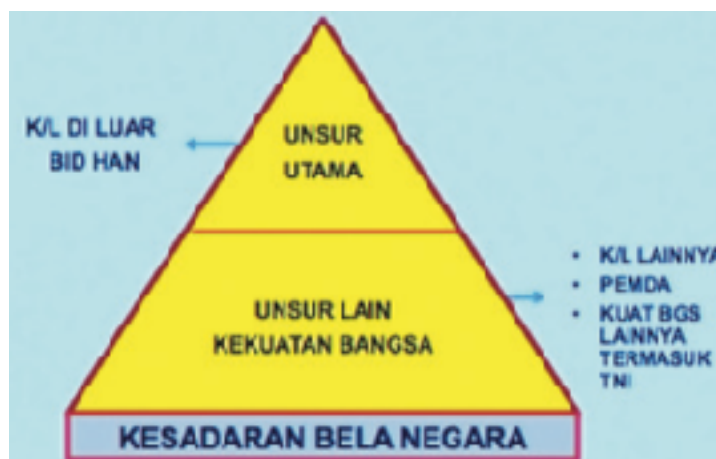 K/L DI LUAR
BID HAN
UNSUR
UTAMA
UNSUR LAIN
KEKUATAN BANGSA
• K/L LAINNYA
• PEMDA
• KUAT BGS
LAINNYA
TERMASUK
TNI
KESADARAN BELA NEGARA